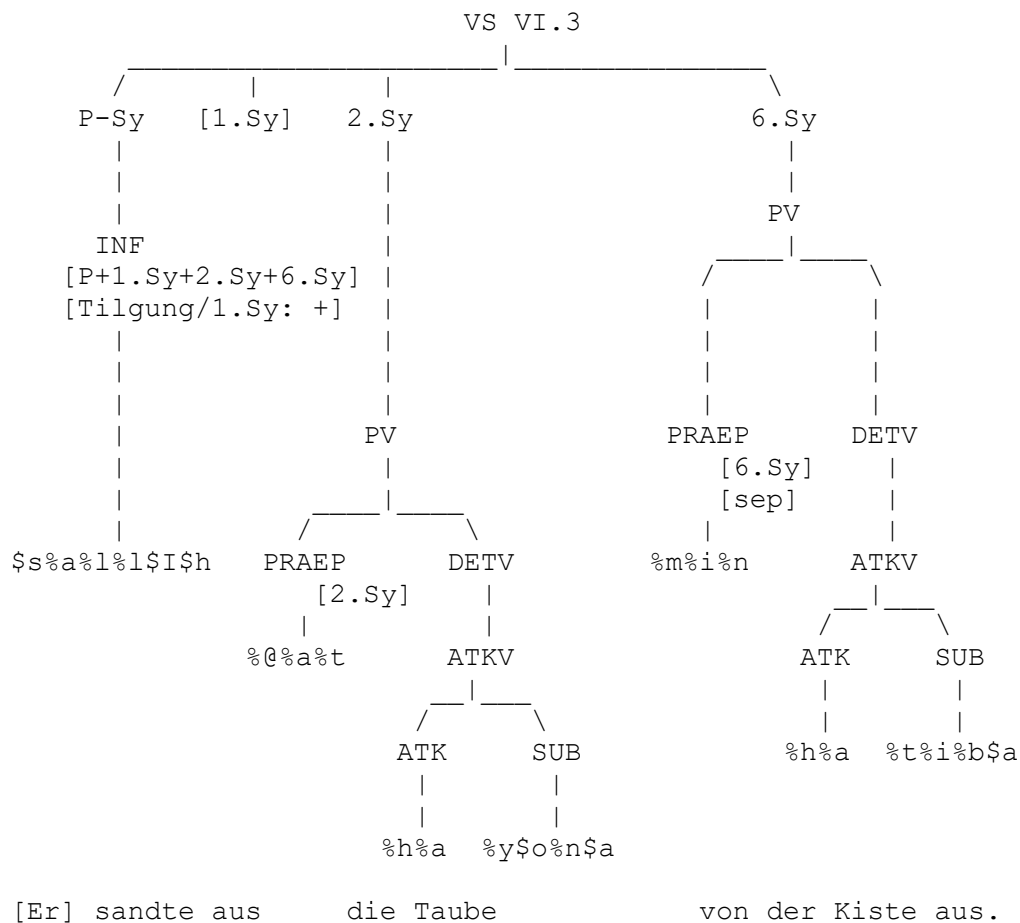 VS VI.3
P-Sy [1.Sy] 2.Sy 6.Sy
PV
INF
[P+1.Sy+2.Sy+6.Sy]
[Tilgung/1.Sy: +]
PV PRAEP DETV
[6.Sy]
[sep]
$s%a%l%l$I$h PRAEP DETV %m%i%n ATKV
[2.Sy]
%@%a%t ATKV ATK SUB
ATK SUB %h%a %t%i%b$a
%h%a %y$o%n$a
[Er] sandte aus die Taube von der Kiste aus.